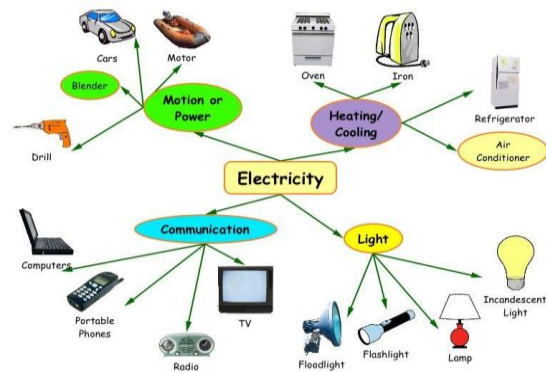 Cars
Motor
Blender
Motion or
Power
Drill
Oven
Iron
Heating/
Cooling
Refrigerator
Air
Conditioner
Electricity
Communication
Computers
Portable
Phones
Radio
TV
Light
Floodlight
Flashlight
Lamp
Incandescent
Light